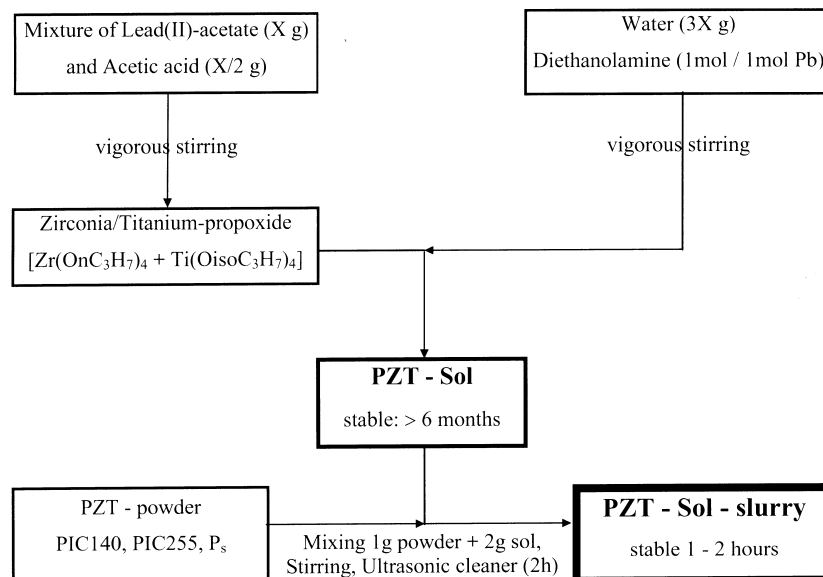 Mixture of Lead(II)-acetate (X g)
and Acetic acid (X/2 g)
Water (3X g)
Diethanolamine (1mol / 1mol Pb)
vigorous stirring
vigorous stirring
Zirconia/Titanium-propoxide
[Zr(OnC₃H₇)₄ + Ti(OisoC₃H₇)₄]
PZT - Sol
stable: > 6 months
PZT - powder
PIC140, PIC255, Pₛ
Mixing 1g powder + 2g sol,
Stirring, Ultrasonic cleaner (2h)
PZT - Sol - slurry
stable 1 - 2 hours